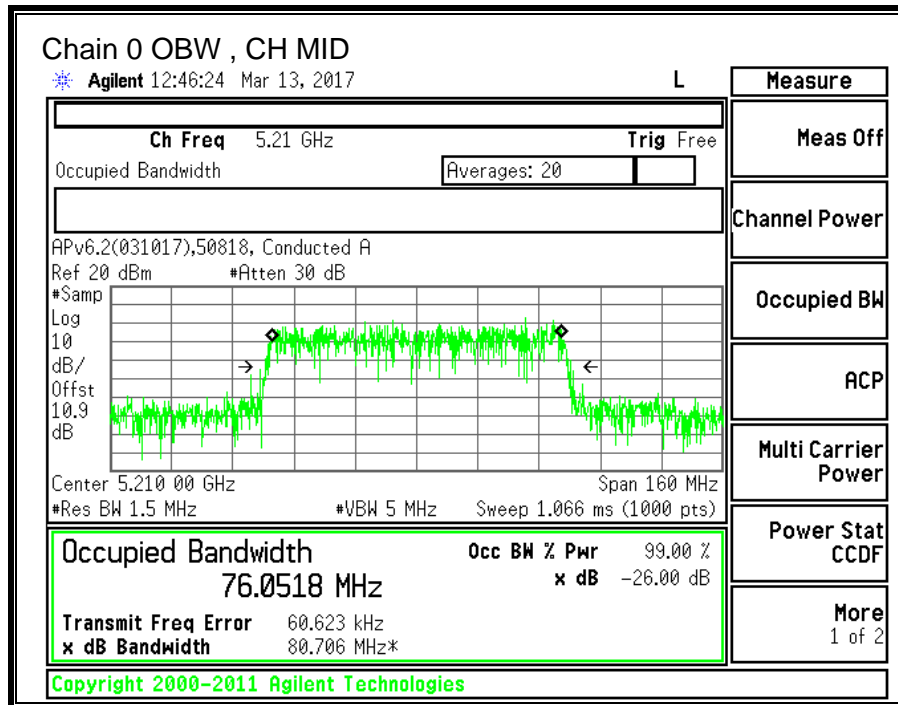 Chain 0 OBW , CH MID
Agilent 12:46:24 Mar 13, 2017 L
Measure
Ch Freq 5.21 GHz Trig Free
Meas Off
Occupied Bandwidth Averages: 20
Channel Power
APv6.2(031017),50818, Conducted A
Ref 20 dBm #Atten 30 dB
#Samp
Log
10
dB/
Offst
10.9
dB
Occupied BW
ACP
Center 5.210 00 GHz Span 160 MHz
#Res BW 1.5 MHz #VBW 5 MHz Sweep 1.066 ms (1000 pts)
Multi Carrier
Power
Occupied Bandwidth Occ BW % Pwr 99.00 %
76.0518 MHz x dB -26.00 dB
Power Stat
CCDF
Transmit Freq Error 60.623 kHz
x dB Bandwidth 80.706 MHz*
More
1 of 2
Copyright 2000-2011 Agilent Technologies